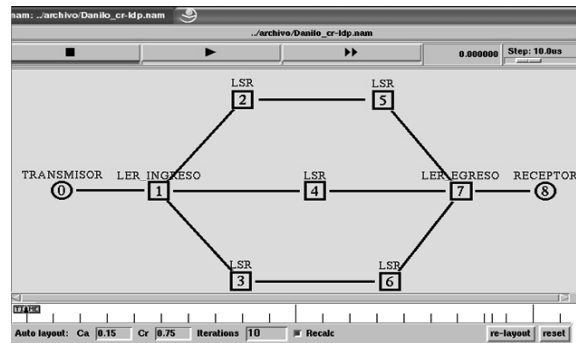 nam: ../archivo/Danilo_cr-ldp.nam
../archivo/Danilo_cr-ldp.nam
0.000000 Step: 10.0us
LSR LSR
2 5
TRANSMISOR LER_INGRESO LSR LER_EGRESO RECEPTOR
0 1 4 7 8
LSR LSR
3 6
TIME
Auto layout: Ca 0.15 Cr 0.75 Iterations 10 Recalc re-layout reset